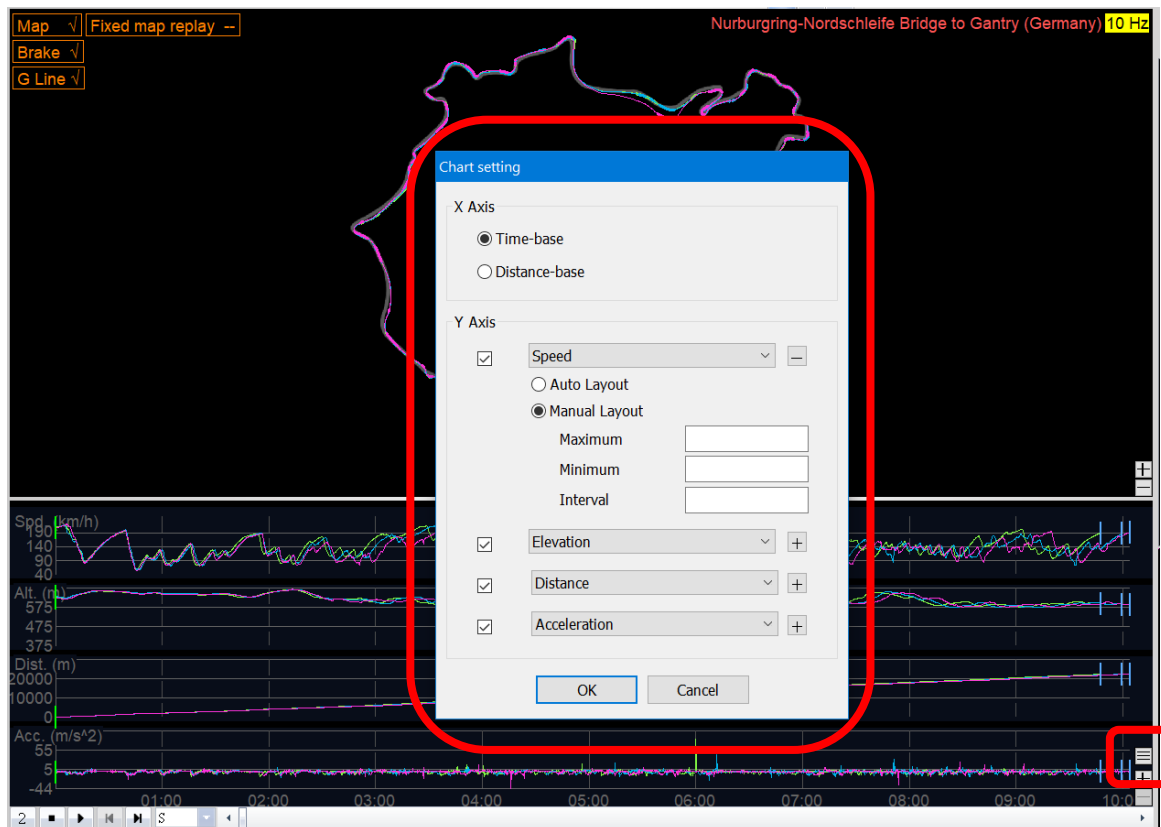 Map √ Fixed map replay -- Nurburgring-Nordschleife Bridge to Gantry (Germany) 10 Hz
Brake √
G Line √
Chart setting
X Axis
Time-base
Distance-base
Y Axis
Speed
Auto Layout
Manual Layout
Maximum
Minimum
Interval
Elevation
Distance
Acceleration
OK Cancel
Spd. (km/h)
190
140
90
40
Alt. (m)
575
475
375
Dist. (m)
20000
10000
0
Acc. (m/s^2)
55
5
-44
01:00 02:00 03:00 04:00 05:00 06:00 07:00 08:00 09:00 10:0
2 S